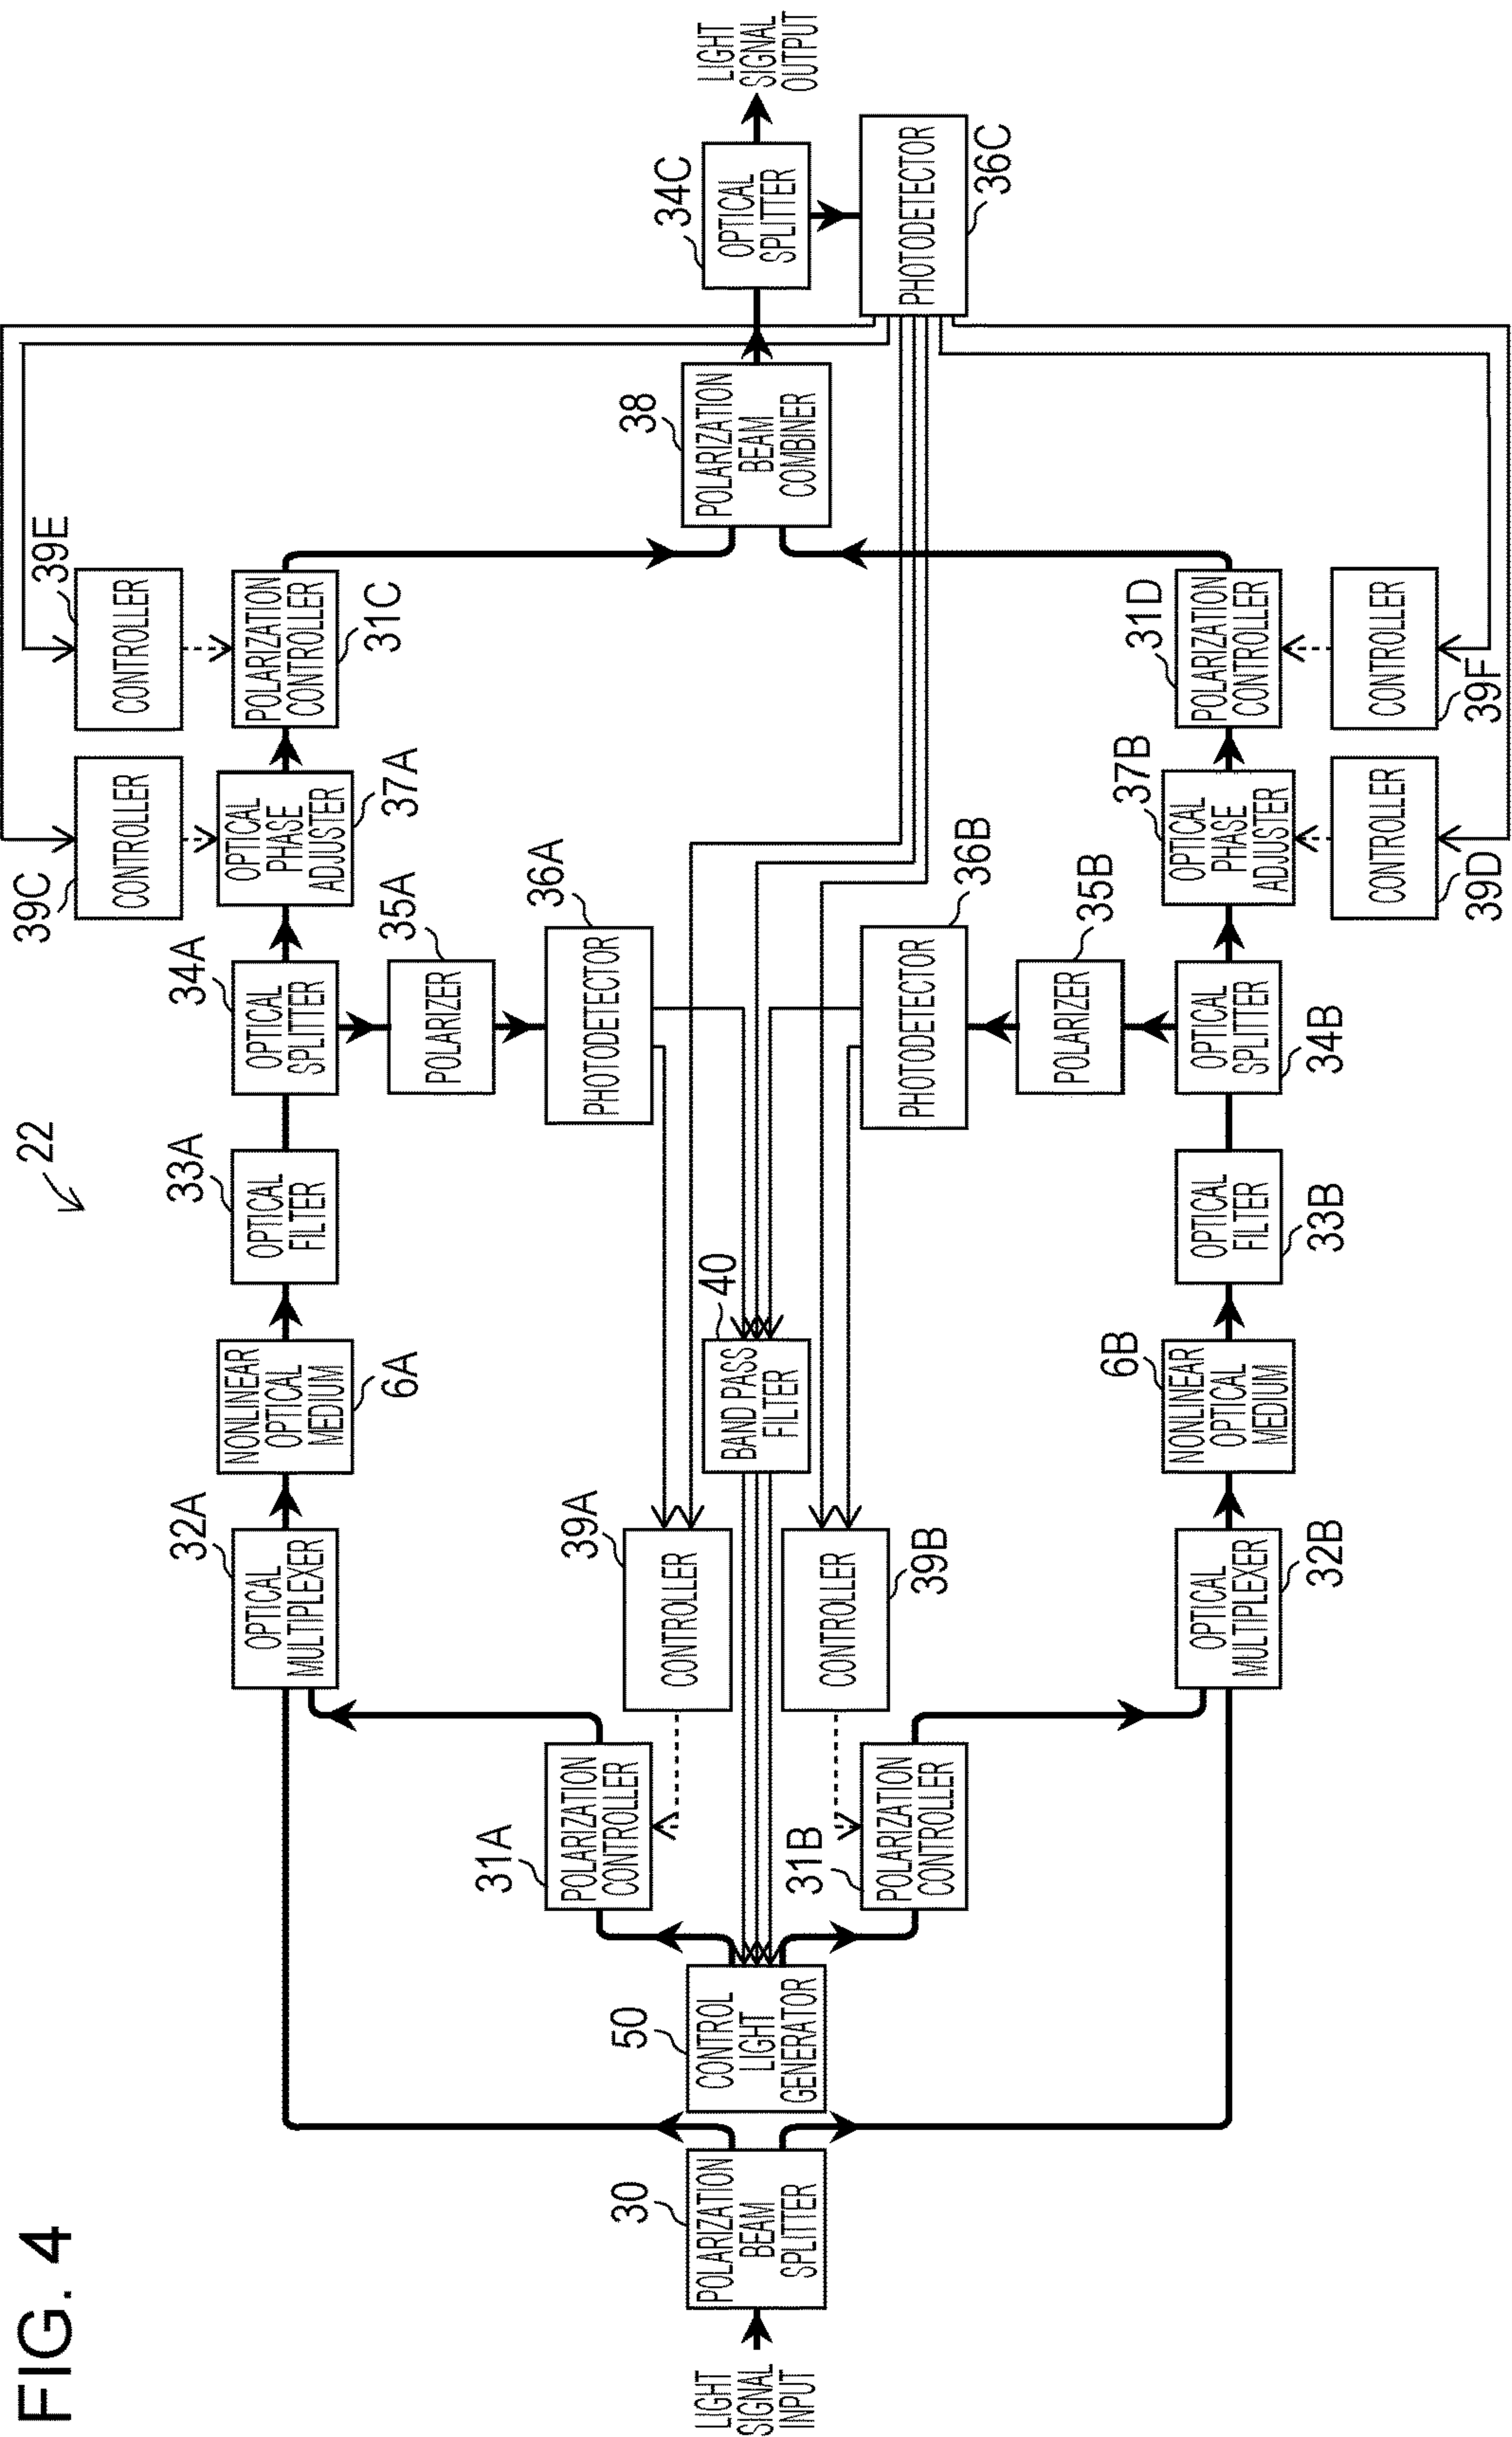 FIG. 4
22
LIGHT
SIGNAL
INPUT
30
POLARIZATION
BEAM
SPLITTER
50
CONTROL
LIGHT
GENERATOR
31A
POLARIZATION
CONTROLLER
31B
POLARIZATION
CONTROLLER
32A
OPTICAL
MULTIPLEXER
39A
CONTROLLER
39B
CONTROLLER
32B
OPTICAL
MULTIPLEXER
6A
NONLINEAR
OPTICAL
MEDIUM
40
BAND PASS
FILTER
6B
NONLINEAR
OPTICAL
MEDIUM
33A
OPTICAL
FILTER
33B
OPTICAL
FILTER
34A
OPTICAL
SPLITTER
35A
POLARIZER
36A
PHOTODETECTOR
36B
PHOTODETECTOR
35B
POLARIZER
34B
OPTICAL
SPLITTER
39C
CONTROLLER
37A
OPTICAL
PHASE
ADJUSTER
37B
OPTICAL
PHASE
ADJUSTER
39D
CONTROLLER
39E
CONTROLLER
31C
POLARIZATION
CONTROLLER
31D
POLARIZATION
CONTROLLER
39F
CONTROLLER
38
POLARIZATION
BEAM
COMBINER
34C
OPTICAL
SPLITTER
36C
PHOTODETECTOR
LIGHT
SIGNAL
OUTPUT